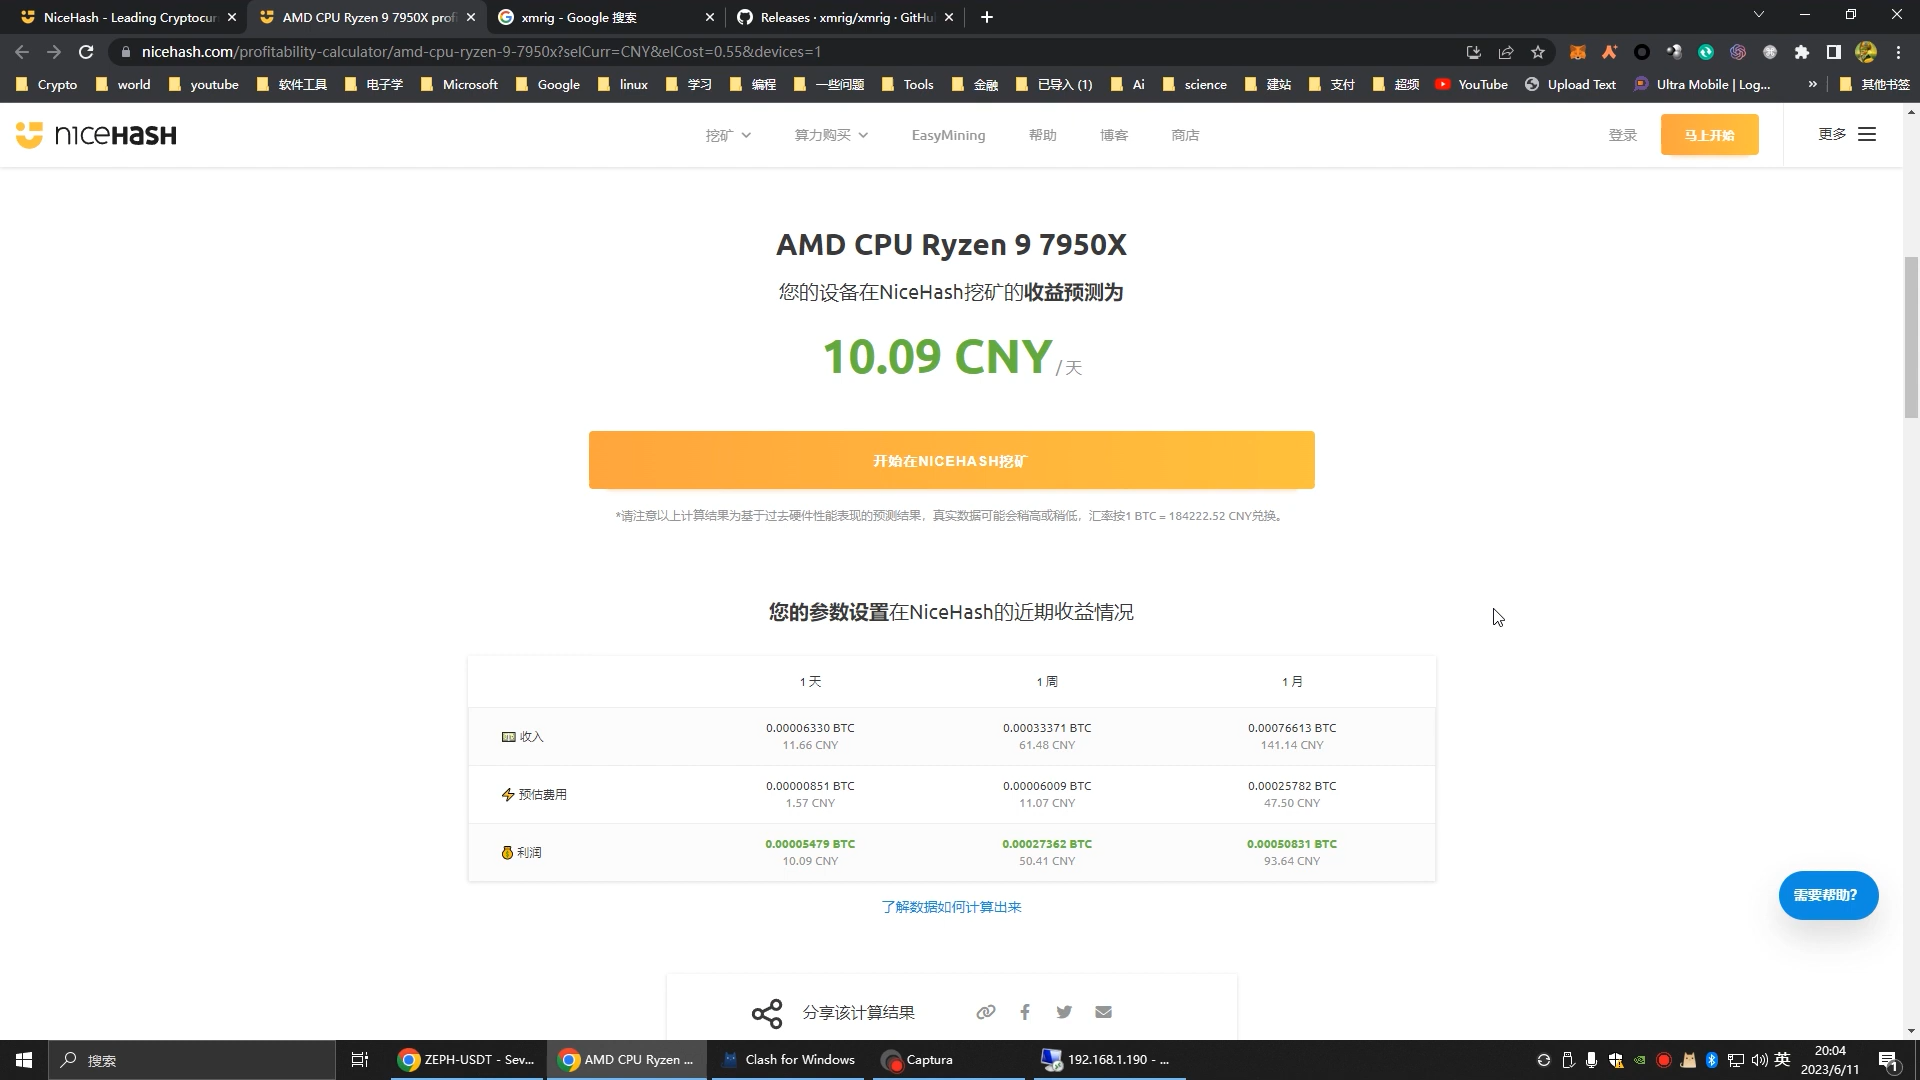 NiceHash - Leading Cryptocur
AMD CPU Ryzen 9 7950X prof
xmrig - Google 搜索
Releases · xmrig/xmrig · GitHu
nicehash.com/profitability-calculator/amd-cpu-ryzen-9-7950x?selCurr=CNY&elCost=0.55&devices=1
Crypto
world
youtube
软件工具
电子学
Microsoft
Google
linux
学习
编程
一些问题
Tools
金融
已导入 (1)
Ai
science
建站
支付
超频
YouTube
Upload Text
Ultra Mobile | Log...
»
其他书签
niceHASH
挖矿
算力购买
EasyMining
帮助
博客
商店
登录
马上开始
更多
AMD CPU Ryzen 9 7950X
您的设备在NiceHash挖矿的收益预测为
10.09 CNY / 天
开始在NICEHASH挖矿
*请注意以上计算结果为基于过去硬件性能表现的预测结果，真实数据可能会稍高或稍低，汇率按1 BTC = 184222.52 CNY兑换。
您的参数设置在NiceHash的近期收益情况
1 天
1 周
1 月
收入
0.00006330 BTC
11.66 CNY
0.00033371 BTC
61.48 CNY
0.00076613 BTC
141.14 CNY
预估费用
0.00000851 BTC
1.57 CNY
0.00006009 BTC
11.07 CNY
0.00025782 BTC
47.50 CNY
利润
0.00005479 BTC
10.09 CNY
0.00027362 BTC
50.41 CNY
0.00050831 BTC
93.64 CNY
了解数据如何计算出来
需要帮助？
分享该计算结果
搜索
ZEPH-USDT - Sev...
AMD CPU Ryzen ...
Clash for Windows
Captura
192.168.1.190 - ...
英
20:04
2023/6/11
1